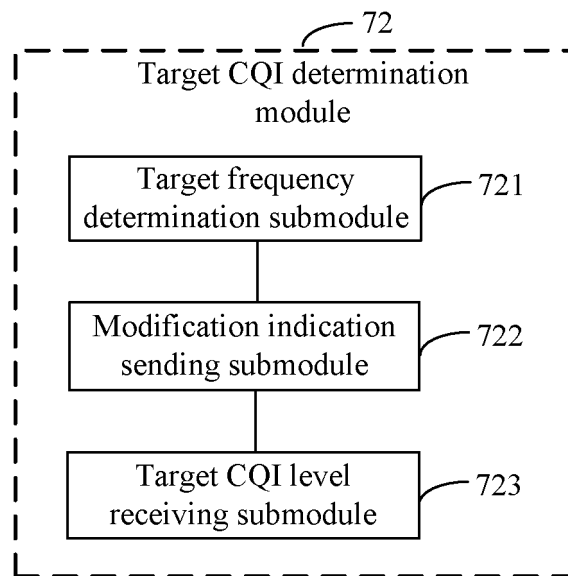 72
Target CQI determination
module
Target frequency
determination submodule
721
Modification indication
sending submodule
722
Target CQI level
receiving submodule
723